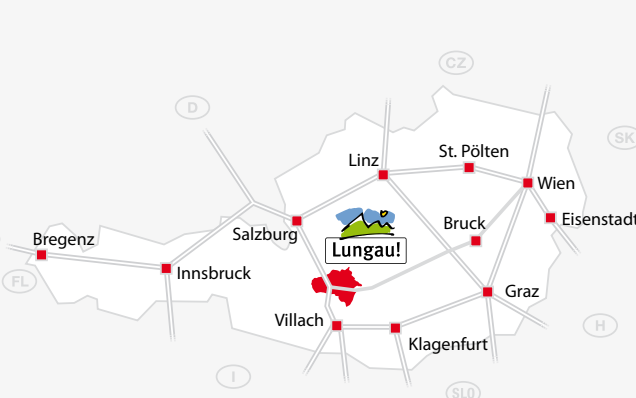 CZ
D
SK
St. Pölten
Linz
Wien
Eisenstadt
Bruck
Salzburg
Lungau!
Bregenz
Innsbruck
FL
Graz
Villach
H
Klagenfurt
I
SLO